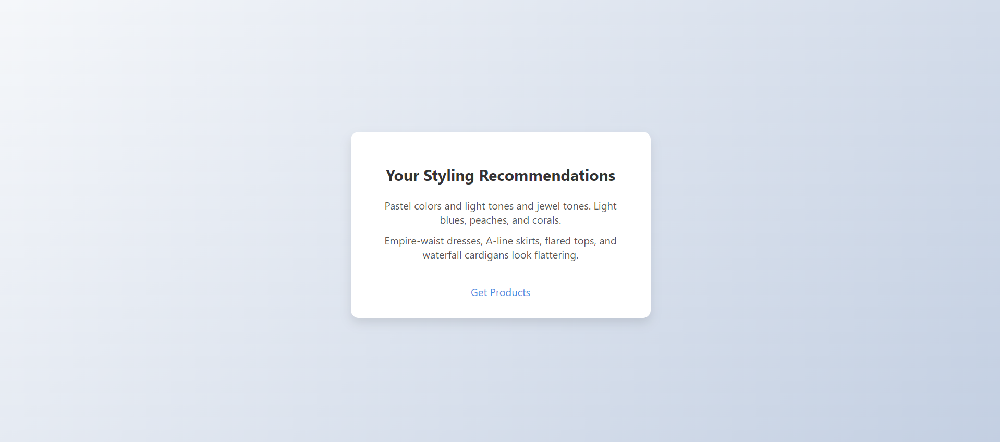 Your Styling Recommendations
Pastel colors and light tones and jewel tones. Light
blues, peaches, and corals.
Empire-waist dresses, A-line skirts, flared tops, and
waterfall cardigans look flattering.
Get Products